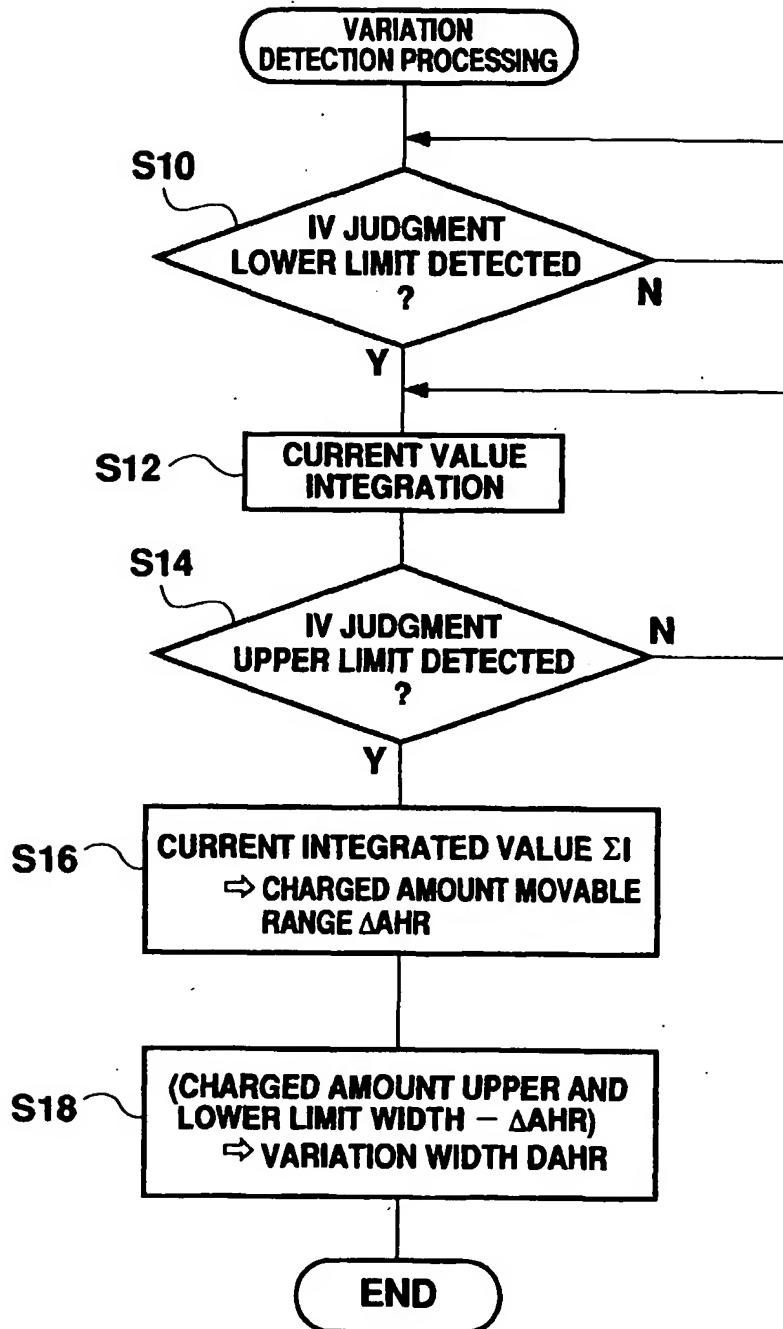 VARIATION
DETECTION PROCESSING
S10
IV JUDGMENT
LOWER LIMIT DETECTED
?
N
Y
S12
CURRENT VALUE
INTEGRATION
S14
IV JUDGMENT
UPPER LIMIT DETECTED
?
N
Y
S16
CURRENT INTEGRATED VALUE ΣI
⇨ CHARGED AMOUNT MOVABLE
RANGE ΔAHR
S18
(CHARGED AMOUNT UPPER AND
LOWER LIMIT WIDTH − ΔAHR)
⇨ VARIATION WIDTH DAHR
END